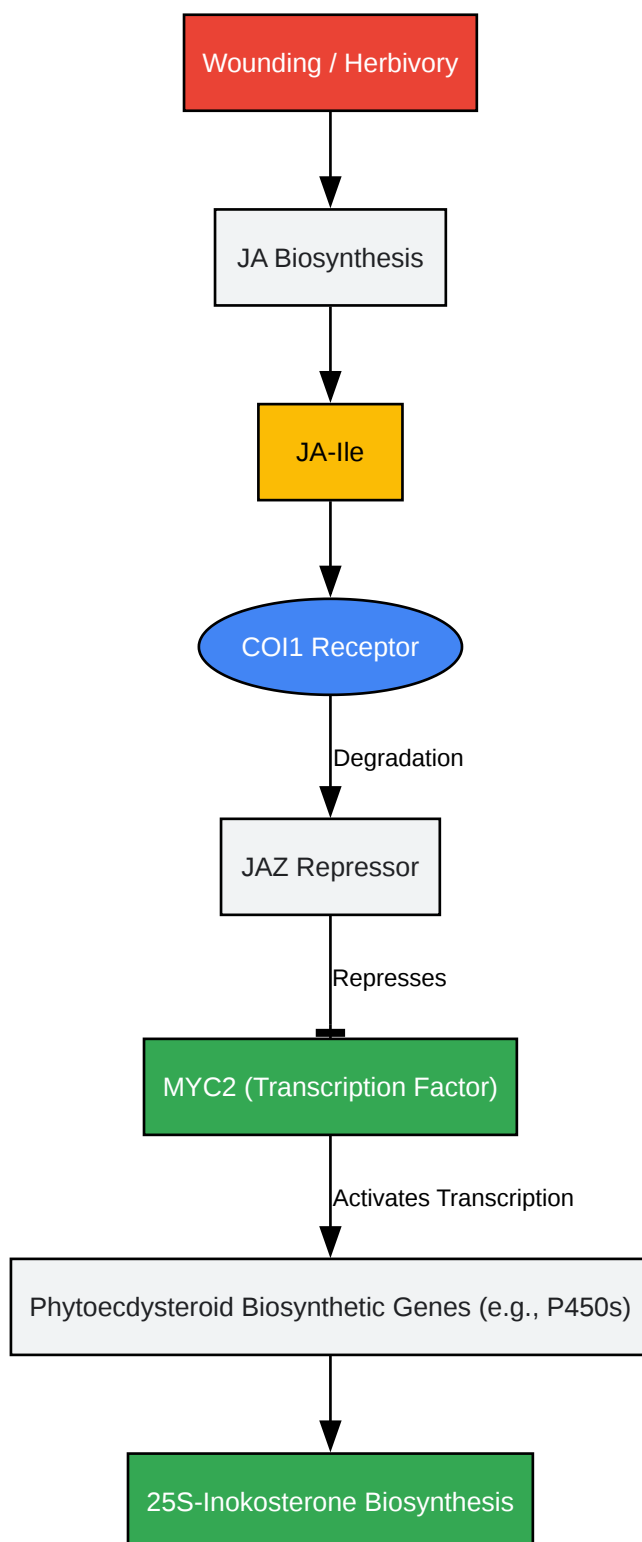 Wounding / Herbivory
JA Biosynthesis
JA-Ile
COI1 Receptor
Degradation
JAZ Repressor
Represses
MYC2 (Transcription Factor)
Activates Transcription
Phytoecdysteroid Biosynthetic Genes (e.g., P450s)
25S-Inokosterone Biosynthesis